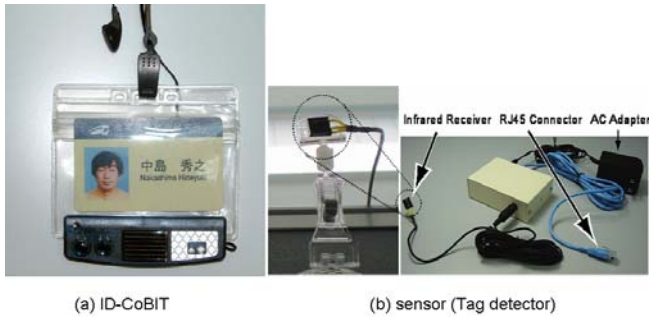 中島 秀之
Nakashima Hideyuki
Infrared Receiver RJ45 Connector AC Adapter
(a) ID-CoBIT
(b) sensor (Tag detector)